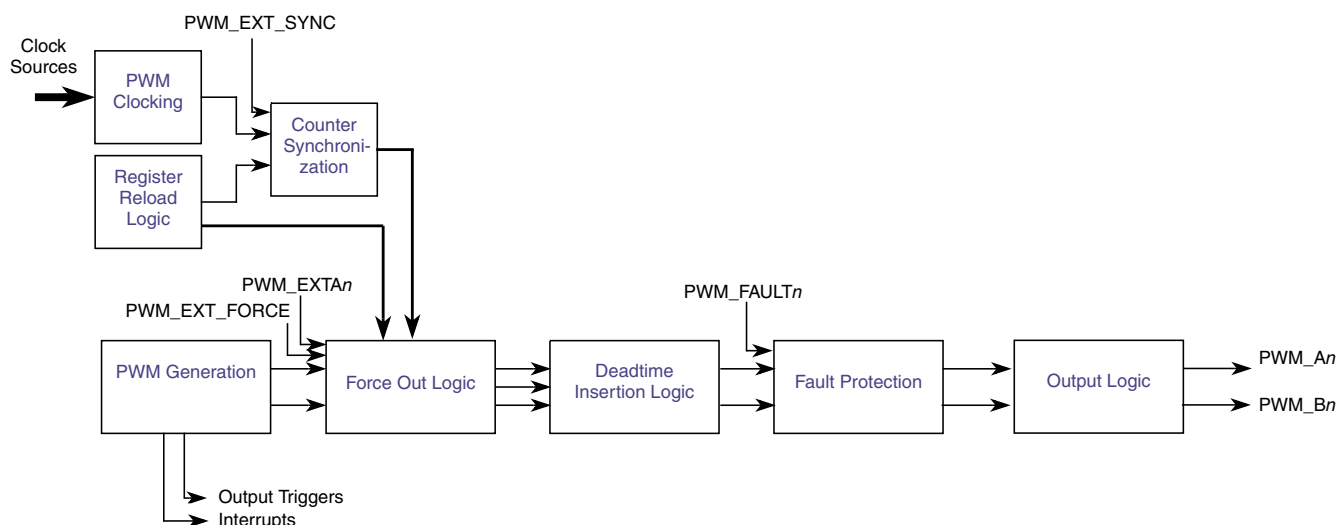 PWM_EXT_SYNC
Clock
Sources
PWM
Clocking
Counter
Synchroni-
zation
Register
Reload
Logic
PWM_EXTAn
PWM_EXT_FORCE
PWM_FAULTn
PWM Generation
Force Out Logic
Deadtime
Insertion Logic
Fault Protection
Output Logic
PWM_An
PWM_Bn
Output Triggers
Interrupts